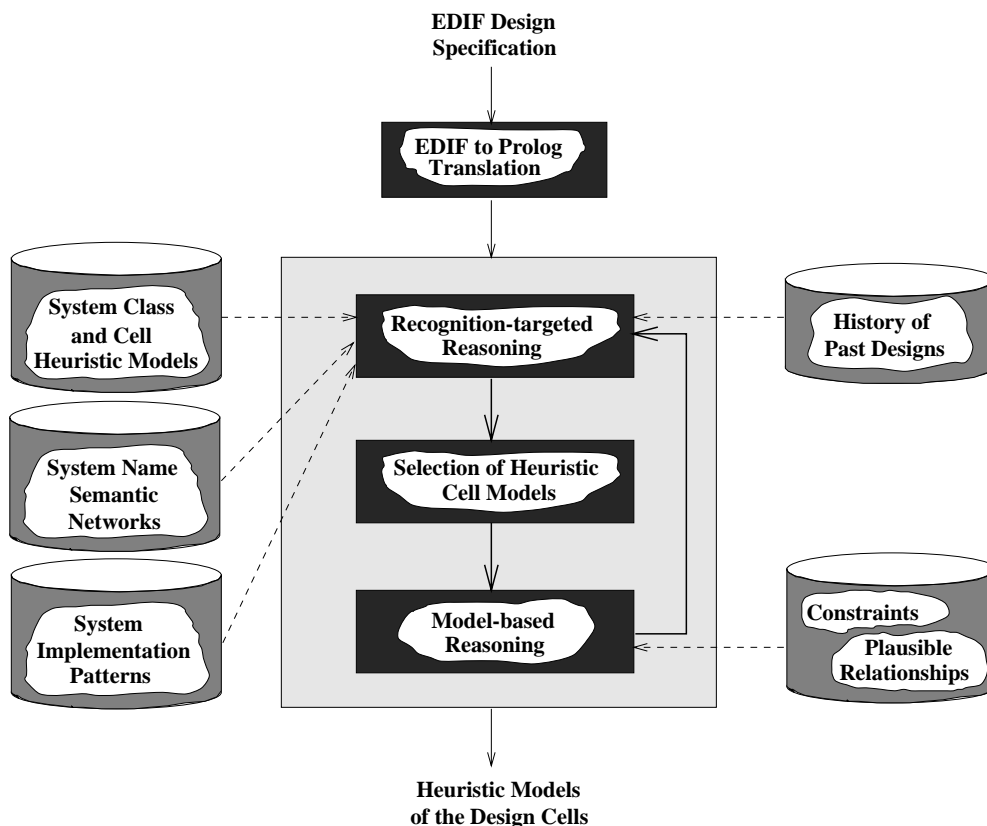 EDIF Design
Specification
EDIF to Prolog
Translation
System Class
and Cell
Heuristic Models
Recognition-targeted
Reasoning
History of
Past Designs
System Name
Semantic
Networks
Selection of Heuristic
Cell Models
System
Implementation
Patterns
Model-based
Reasoning
Constraints
Plausible
Relationships
Heuristic Models
of the Design Cells